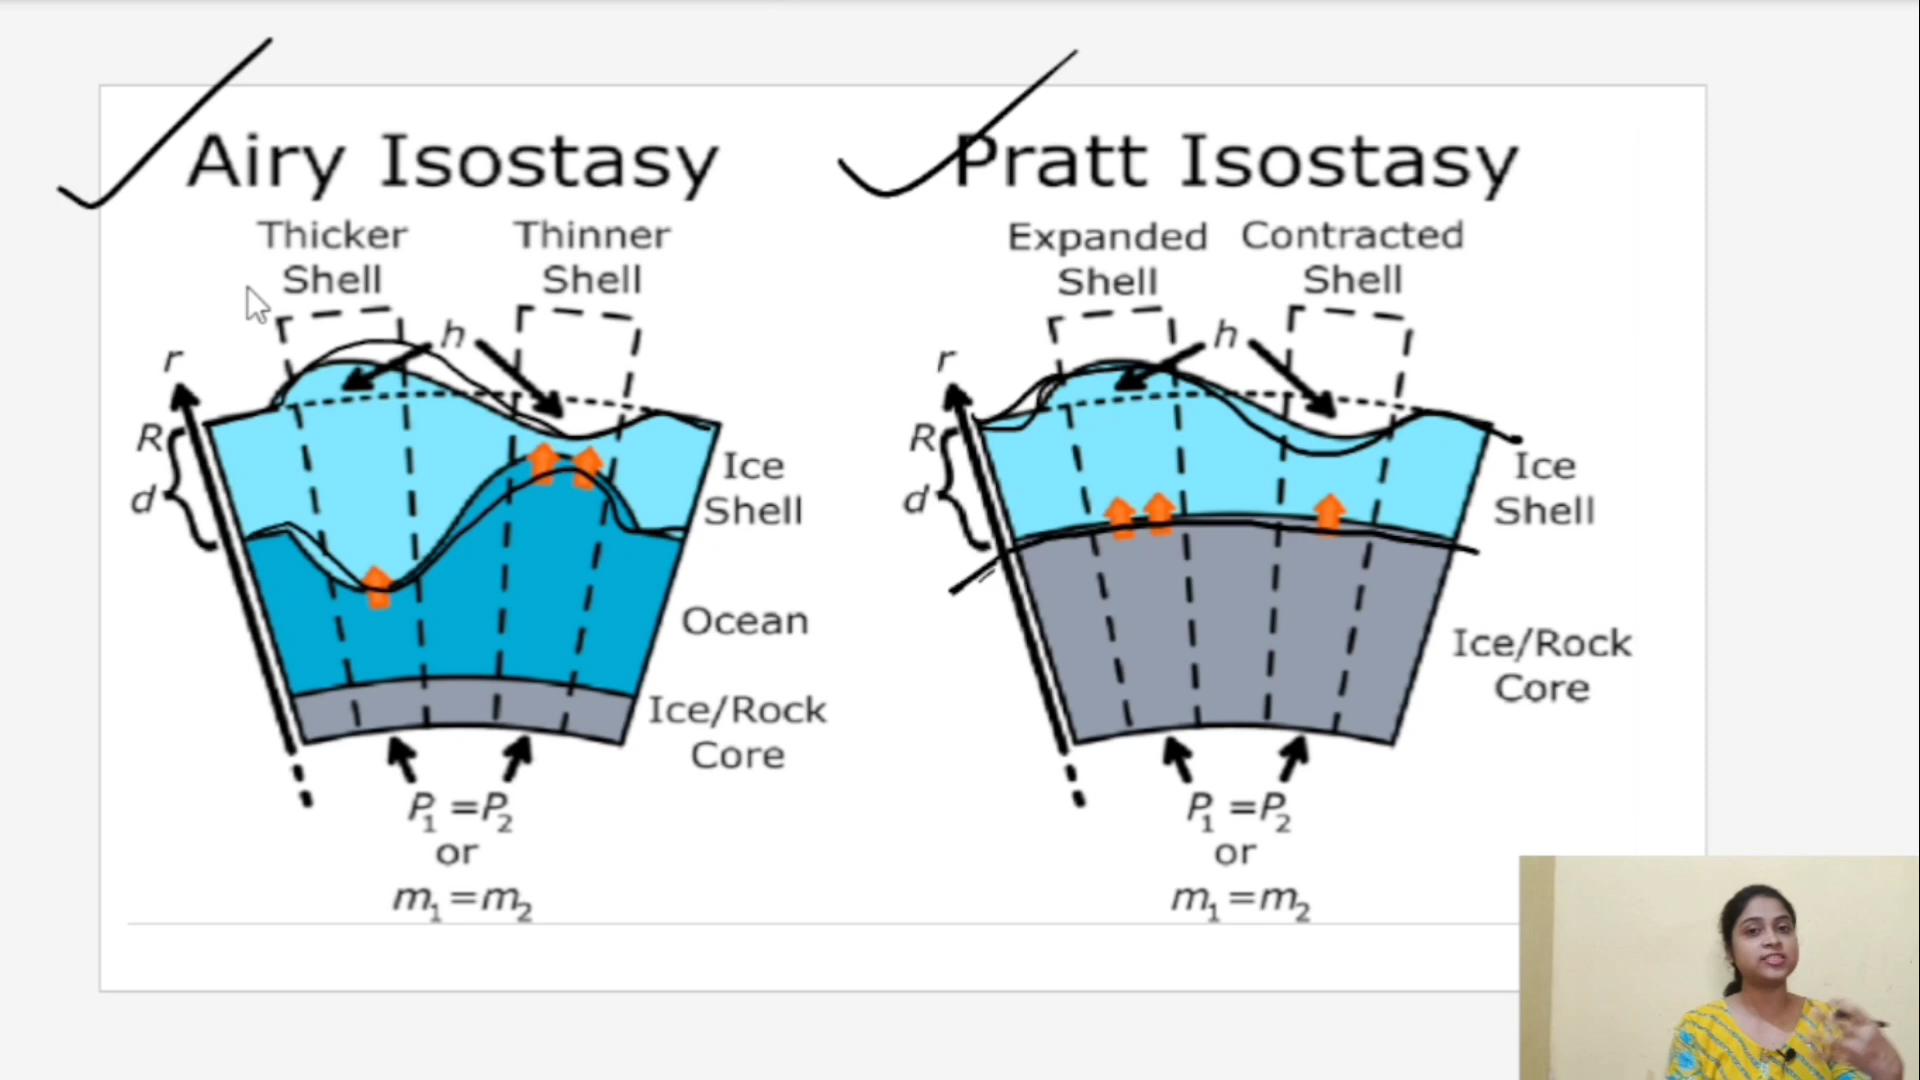 Airy Isostasy
Thicker
Shell
Thinner
Shell
h
r
R
d
Ice
Shell
Ocean
Ice/Rock
Core
P1 =P2
or
m1 =m2
Pratt Isostasy
Expanded
Shell
Contracted
Shell
h
r
R
d
Ice
Shell
Ice/Rock
Core
P1 =P2
or
m1 =m2